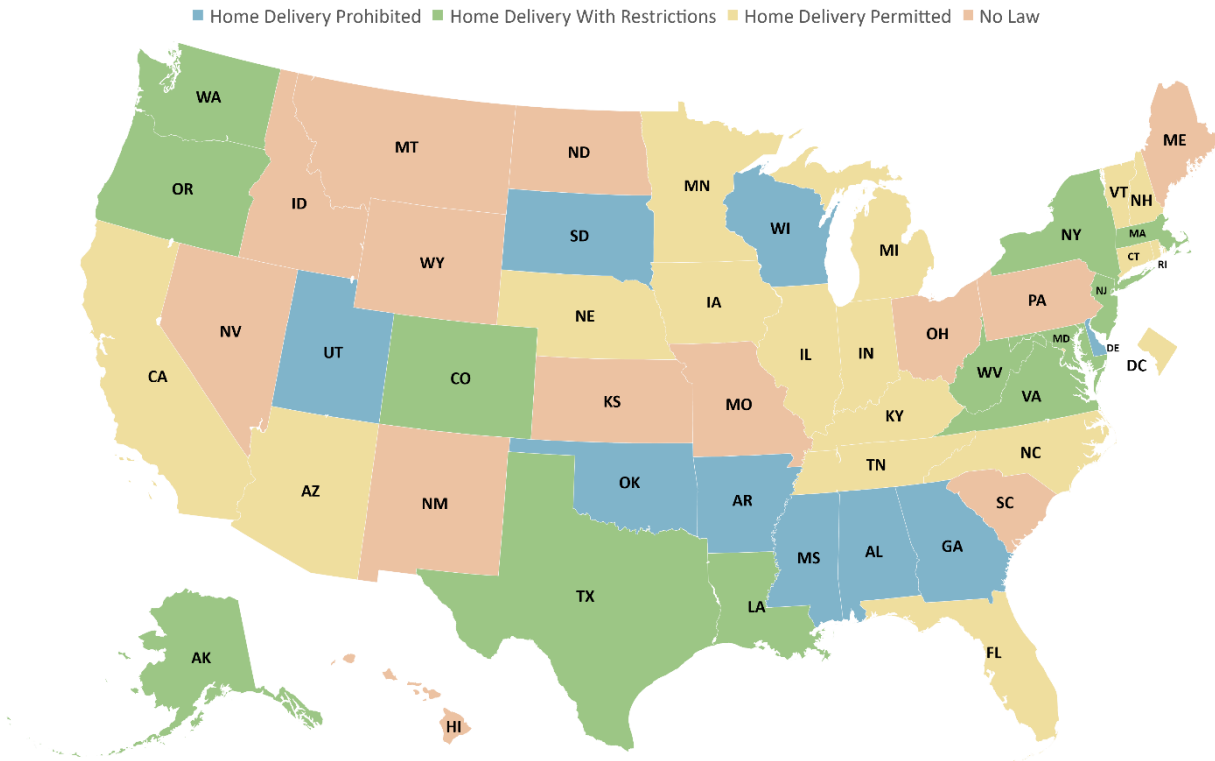 Home Delivery Prohibited Home Delivery With Restrictions Home Delivery Permitted No Law
WA
ME
MT
ND
VT
NH
MN
OR
ID
SD
WI
NY
MA
MI
CT
RI
WY
IA
NJ
PA
NE
NV
OH
MD
DE
UT
IL
IN
DC
CA
CO
WV
VA
KS
MO
KY
NC
TN
AZ
OK
AR
SC
NM
GA
MS
AL
TX
LA
FL
AK
HI